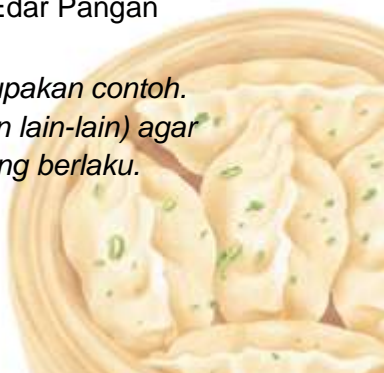 Edar Pangan
upakan contoh.
n lain-lain) agar
ng berlaku.